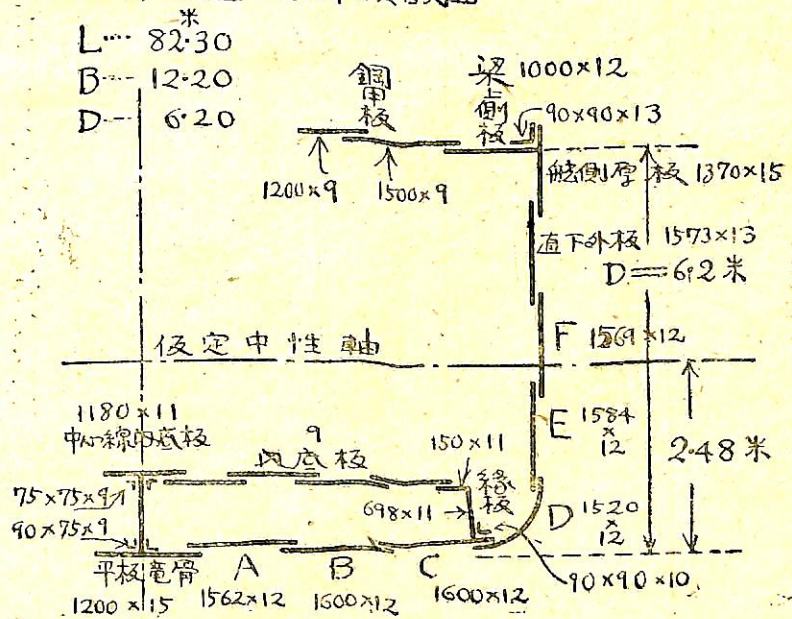 米
L‥‥ 82.30
B‥‥ 12.20
D‥‥ 6.20
鋼甲板
梁上側板
1000×12
90×90×13
1200×9
1500×9
舷側厚板 1370×15
直下外板 1573×13
D=6.2 米
仮定中性軸
F 1569×12
1180×11
中心線内底板
9
内底板
150×11
E 1584×12
2.48 米
75×75×9
90×75×9
698×11
縁板
D 1520×12
平板竜骨
A
B
C
90×90×10
1200×15
1562×12
1600×12
1600×12